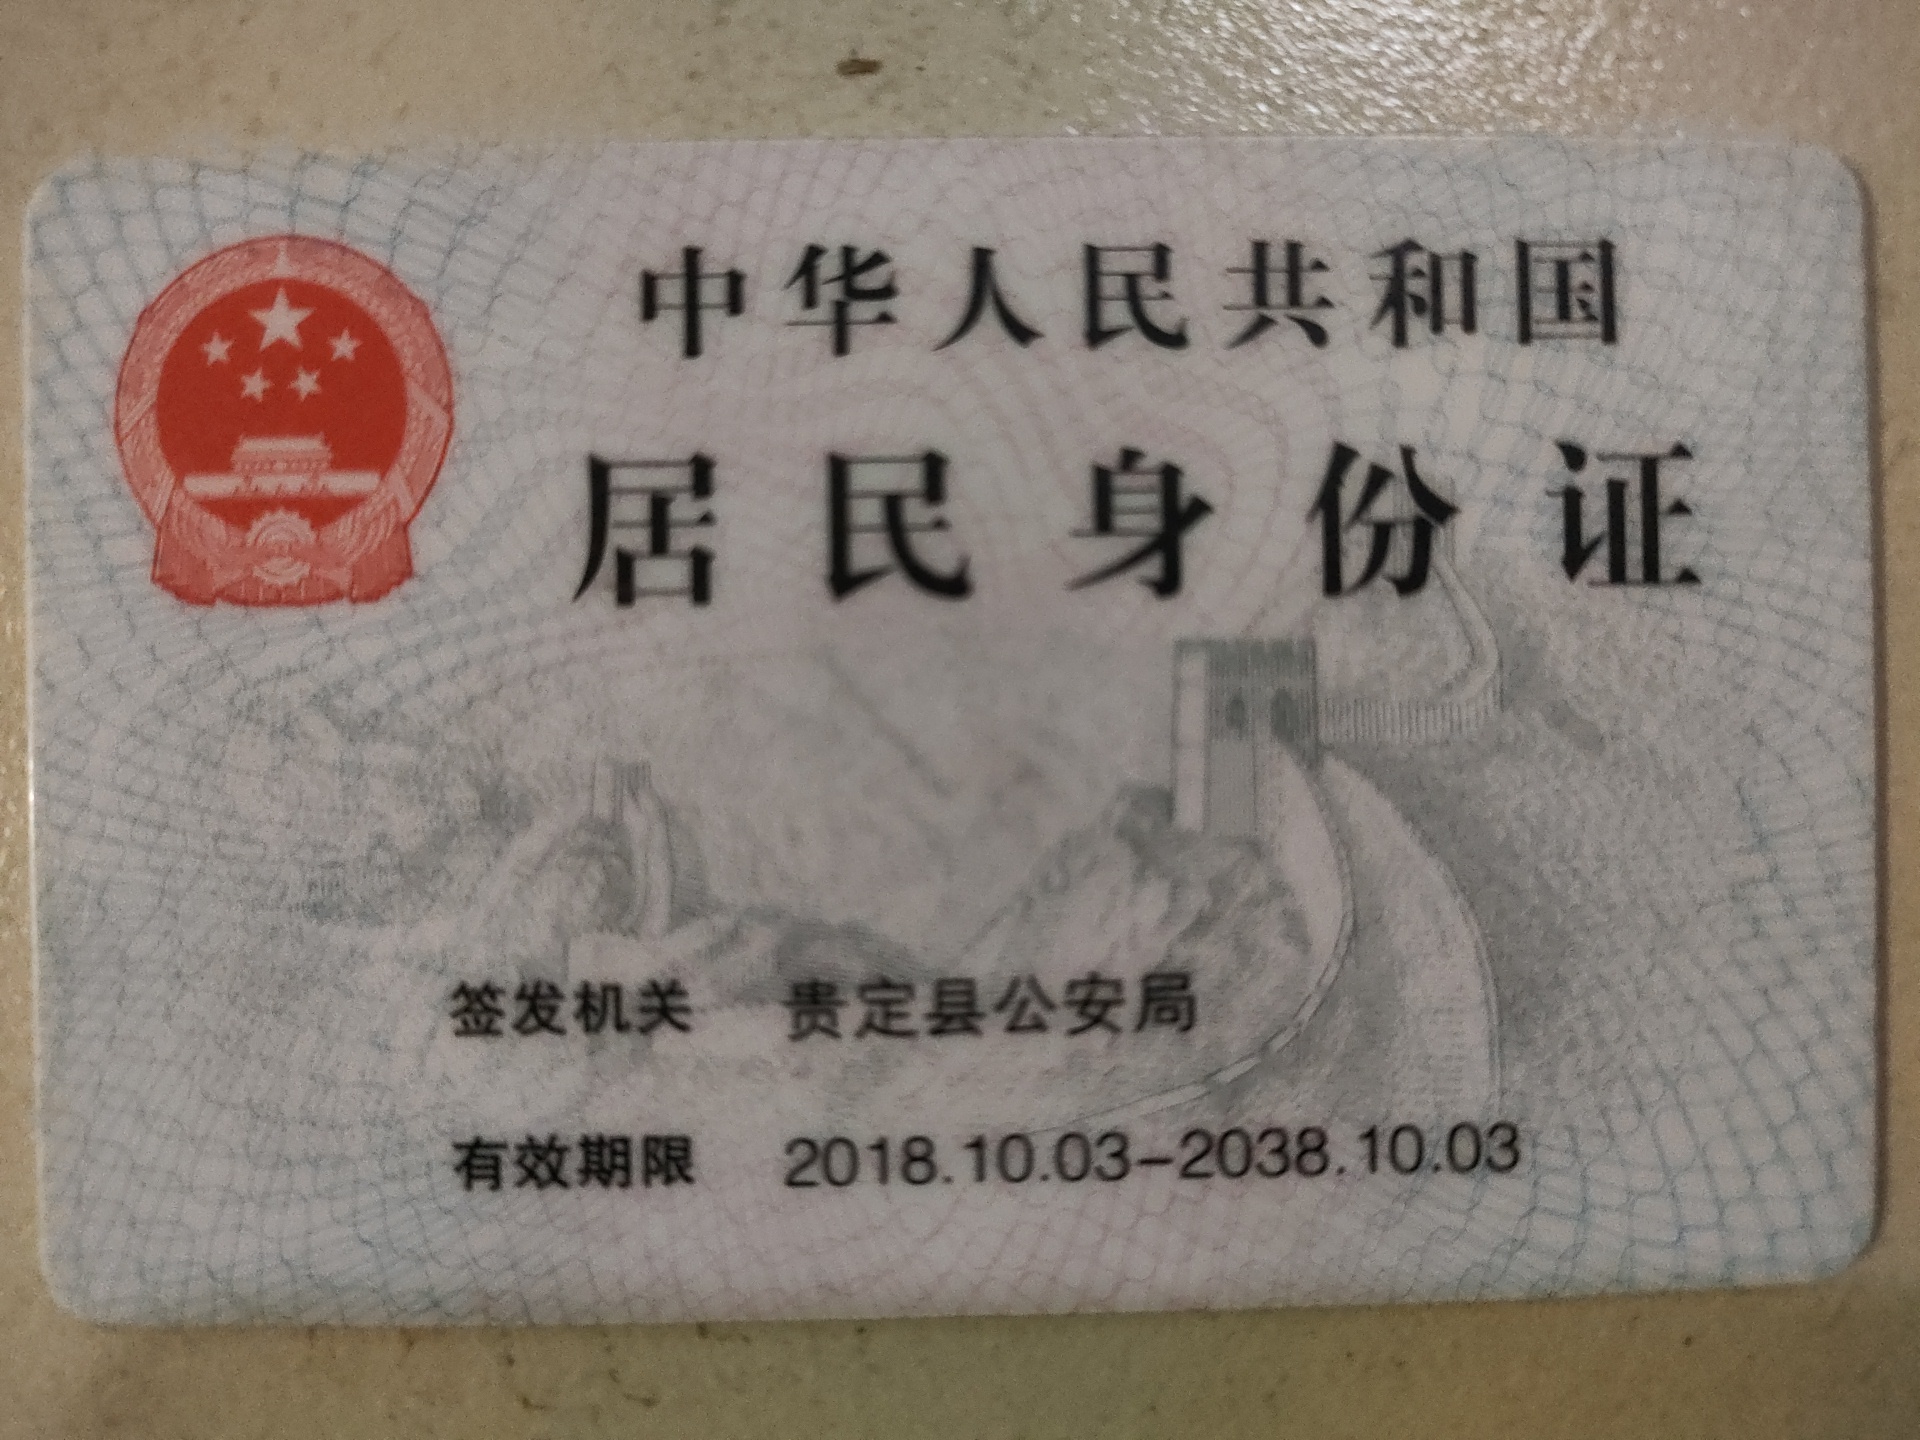 中华人民共和国
居民身份证
签发机关 贵定县公安局
有效期限 2018.10.03-2038.10.03